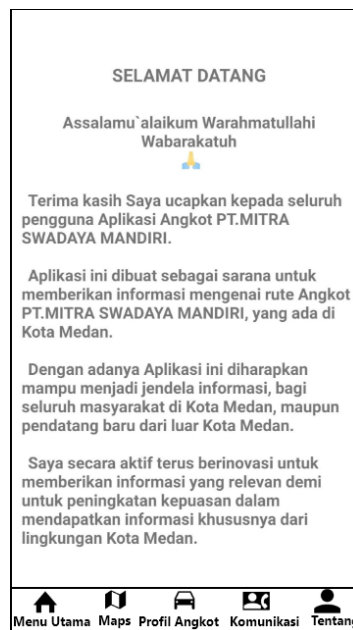 SELAMAT DATANG
Assalamu`alaikum Warahmatullahi
Wabarakatuh
Terima kasih Saya ucapkan kepada seluruh
pengguna Aplikasi Angkot PT.MITRA
SWADAYA MANDIRI.
Aplikasi ini dibuat sebagai sarana untuk
memberikan informasi mengenai rute Angkot
PT.MITRA SWADAYA MANDIRI, yang ada di
Kota Medan.
Dengan adanya Aplikasi ini diharapkan
mampu menjadi jendela informasi, bagi
seluruh masyarakat di Kota Medan, maupun
pendatang baru dari luar Kota Medan.
Saya secara aktif terus berinovasi untuk
memberikan informasi yang relevan demi
untuk peningkatan kepuasan dalam
mendapatkan informasi khususnya dari
lingkungan Kota Medan.
Menu Utama Maps Profil Angkot Komunikasi Tentang